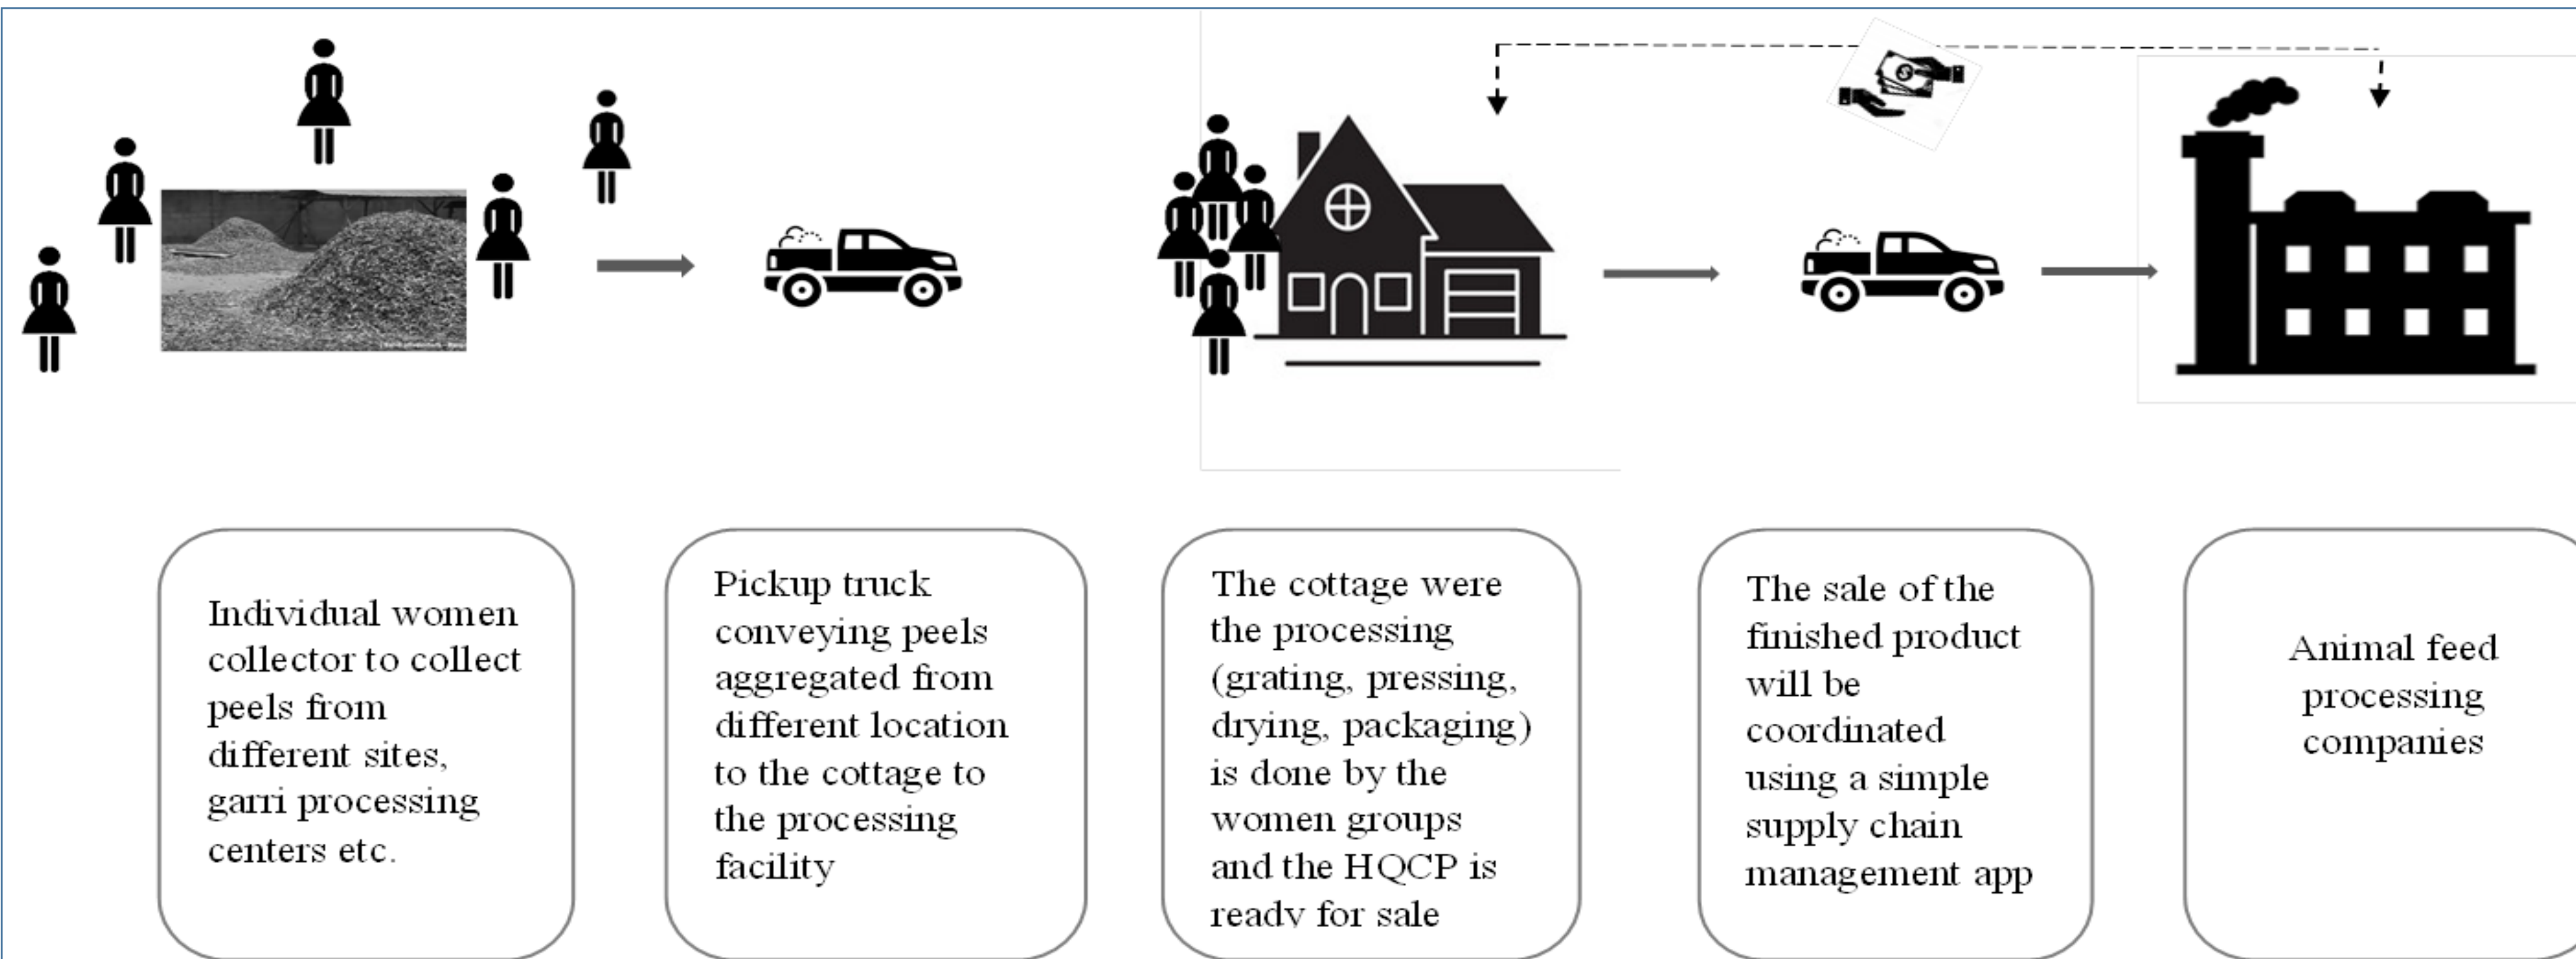 Individual women
collector to collect
peels from
different sites,
garri processing
centers etc.
Pickup truck
conveying peels
aggregated from
different location
to the cottage to
the processing
facility
The cottage were
the processing
(grating, pressing,
drying, packaging)
is done by the
women groups
and the HQCP is
ready for sale
The sale of the
finished product
will be
coordinated
using a simple
supply chain
management app
Animal feed
processing
companies